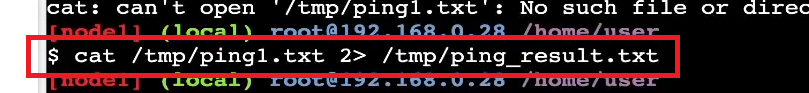 cat: can't open '/tmp/ping1.txt': No such file or direc
[node1] (local) root@192.168.0.28 /home/user
$ cat /tmp/ping1.txt 2> /tmp/ping_result.txt
[node1] (local) root@192.168.0.28 /home/user